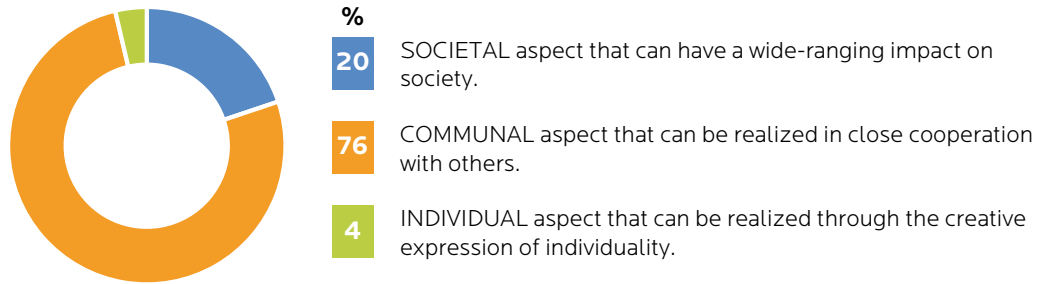 %
20
SOCIETAL aspect that can have a wide-ranging impact on
society.
76
COMMUNAL aspect that can be realized in close cooperation
with others.
4
INDIVIDUAL aspect that can be realized through the creative
expression of individuality.